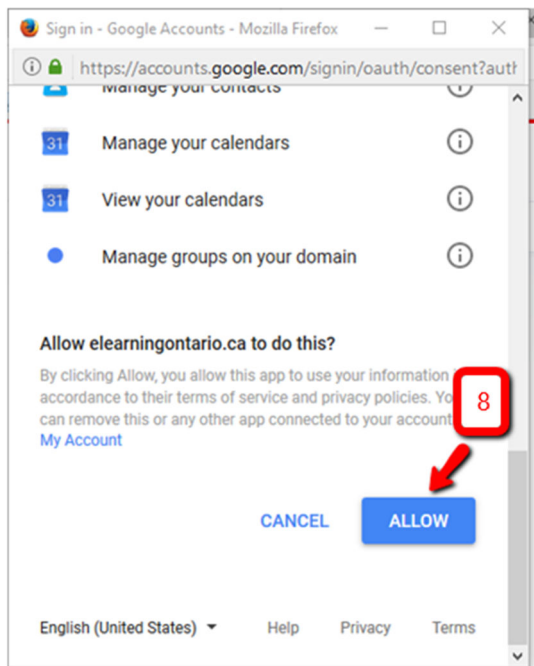 Sign in - Google Accounts - Mozilla Firefox
https://accounts.google.com/signin/oauth/consent?auth
Manage your contacts
31 Manage your calendars
31 View your calendars
Manage groups on your domain
Allow elearningontario.ca to do this?
By clicking Allow, you allow this app to use your information
accordance to their terms of service and privacy policies.
can remove this or any other app connected to your account
My Account
8
CANCEL ALLOW
English (United States) Help Privacy Terms